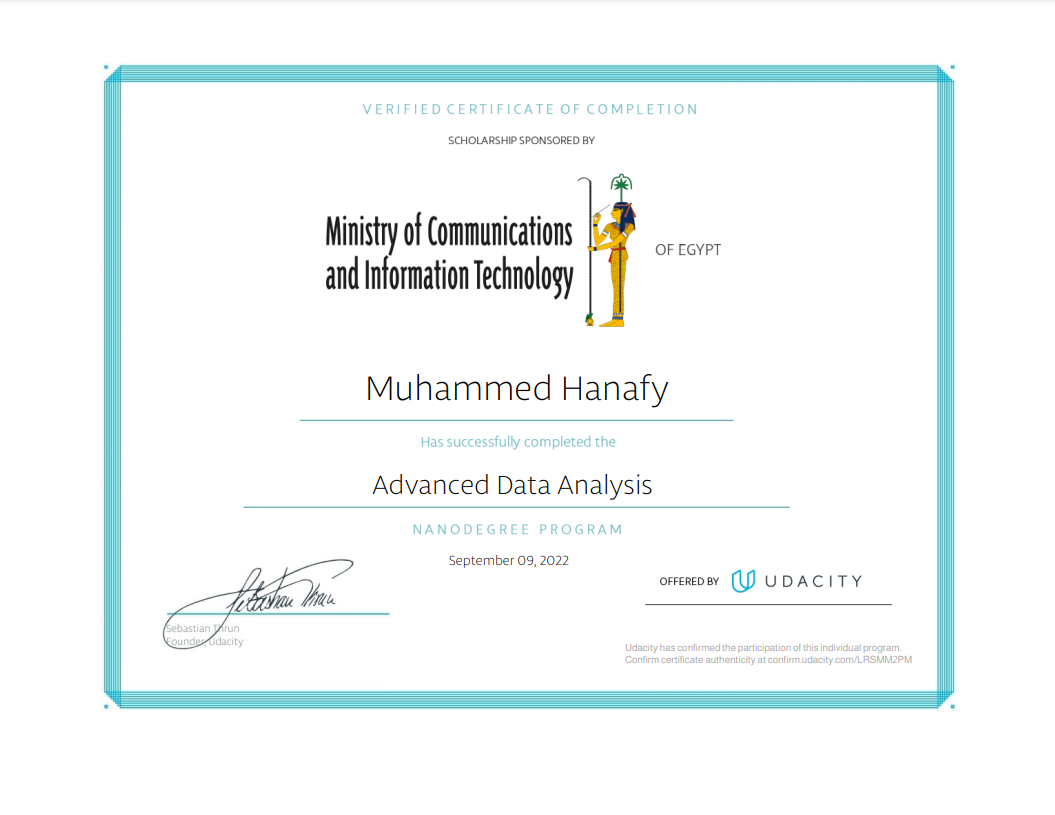 VERIFIED CERTIFICATE OF COMPLETION
SCHOLARSHIP SPONSORED BY
Ministry of Communications
and Information Technology
OF EGYPT
Muhammed Hanafy
Has successfully completed the
Advanced Data Analysis
NANODEGREE PROGRAM
September 09, 2022
Sebastian Thrun
Sebastian Thrun
Founder, Udacity
OFFERED BY UDACITY
Udacity has confirmed the participation of this individual program.
Confirm certificate authenticity at confirm.udacity.com/LRSMM2PM